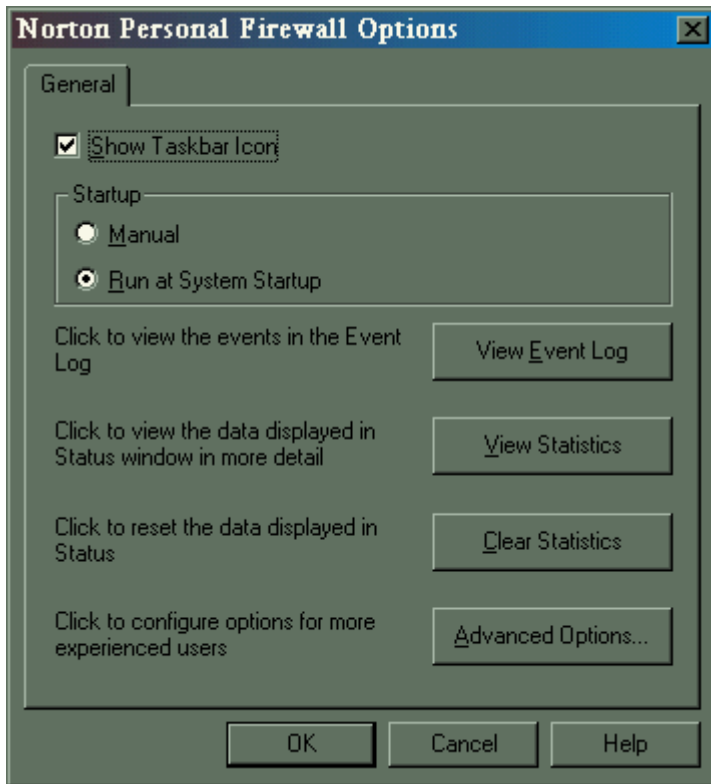 Norton Personal Firewall Options
General
Show Taskbar Icon
Startup
Manual
Run at System Startup
Click to view the events in the Event
Log
View Event Log
Click to view the data displayed in
Status window in more detail
View Statistics
Click to reset the data displayed in
Status
Clear Statistics
Click to configure options for more
experienced users
Advanced Options...
OK
Cancel
Help